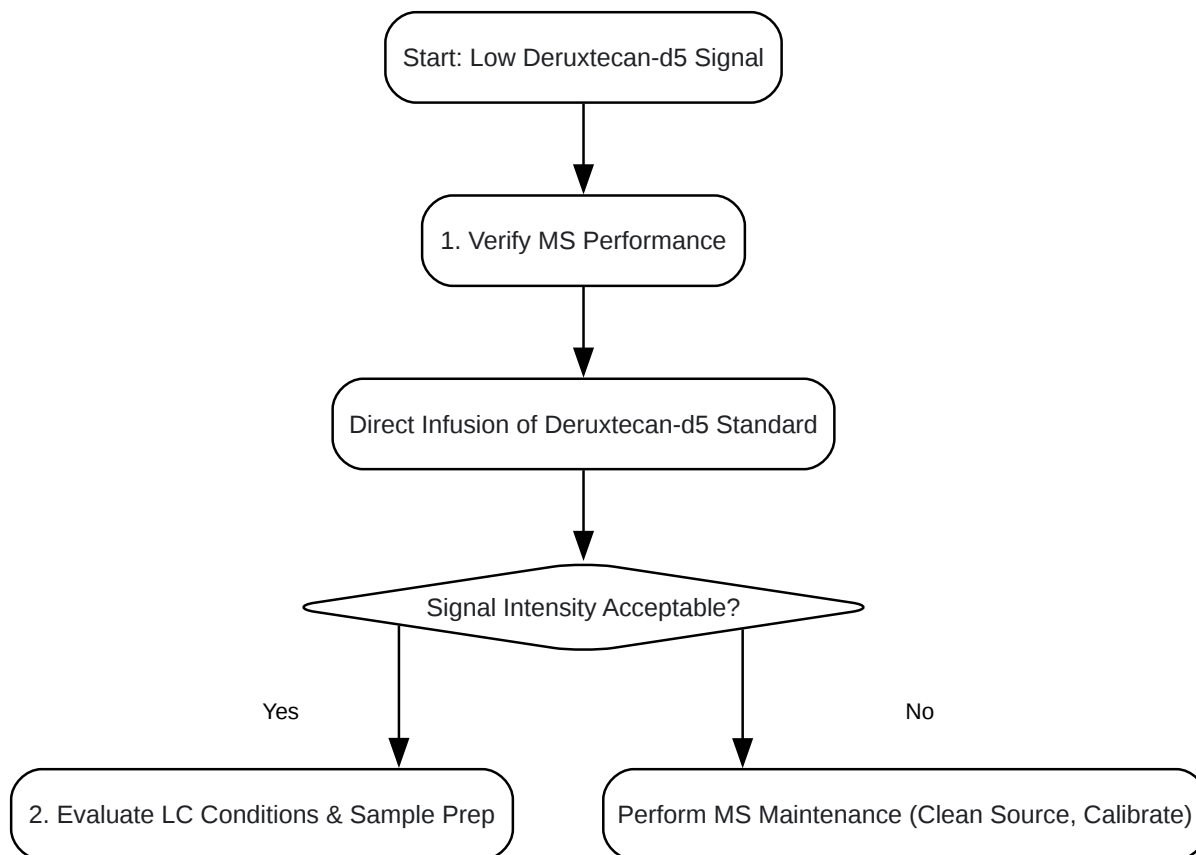 Start: Low Deruxtecan-d5 Signal
1. Verify MS Performance
Direct Infusion of Deruxtecan-d5 Standard
Signal Intensity Acceptable?
Yes
No
2. Evaluate LC Conditions & Sample Prep
Perform MS Maintenance (Clean Source, Calibrate)